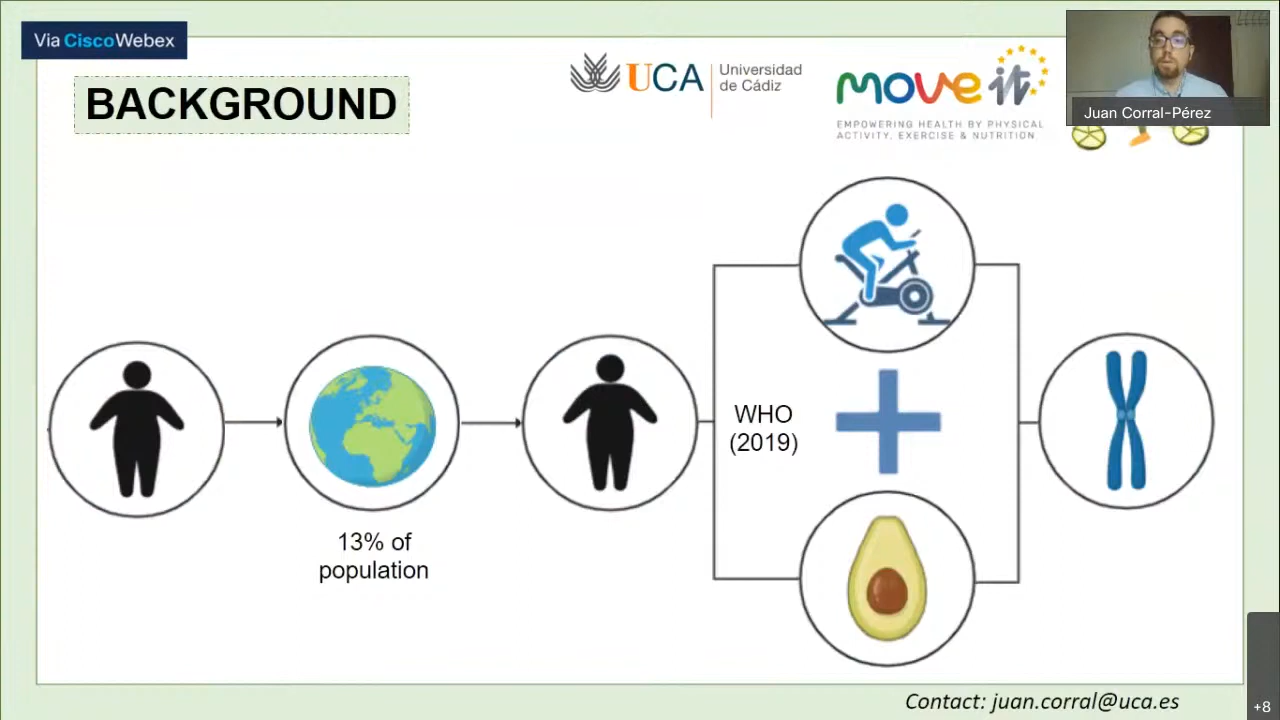 Via CiscoWebex
BACKGROUND
UCA
Universidad
de Cádiz
move it
EMPOWERING HEALTH BY PHYSICAL
ACTIVITY, EXERCISE & NUTRITION
Juan Corral-Pérez
WHO
(2019)
13% of
population
Contact: juan.corral@uca.es
+8